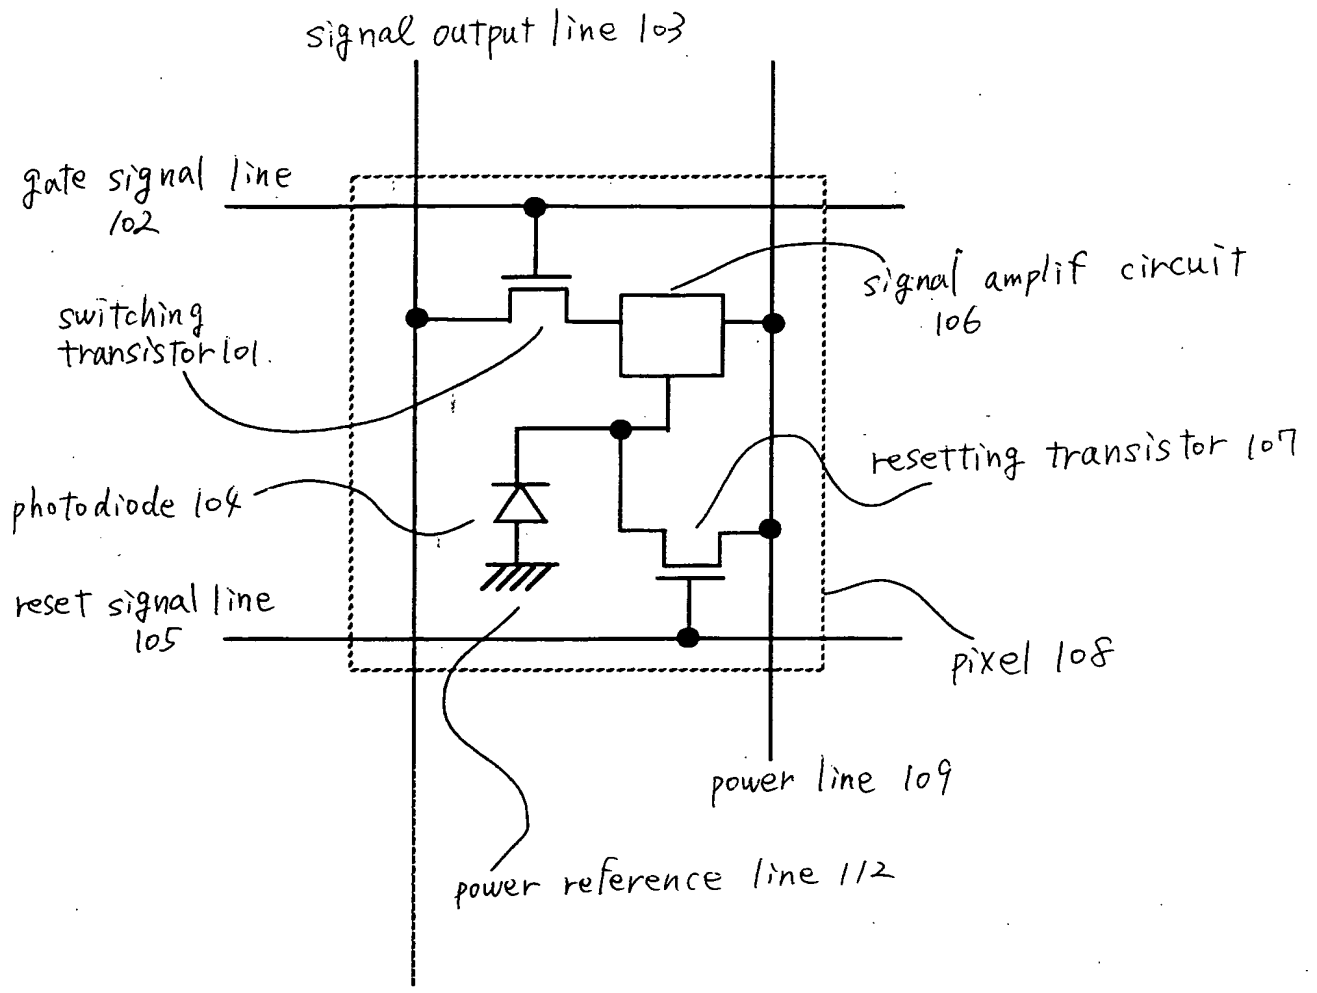 signal output line 103
gate signal line
102
signal amplif circuit
106
switching
transistor 101.
resetting transistor 107
photodiode 104
reset signal line
105
pixel 108
power line 109
power reference line 112